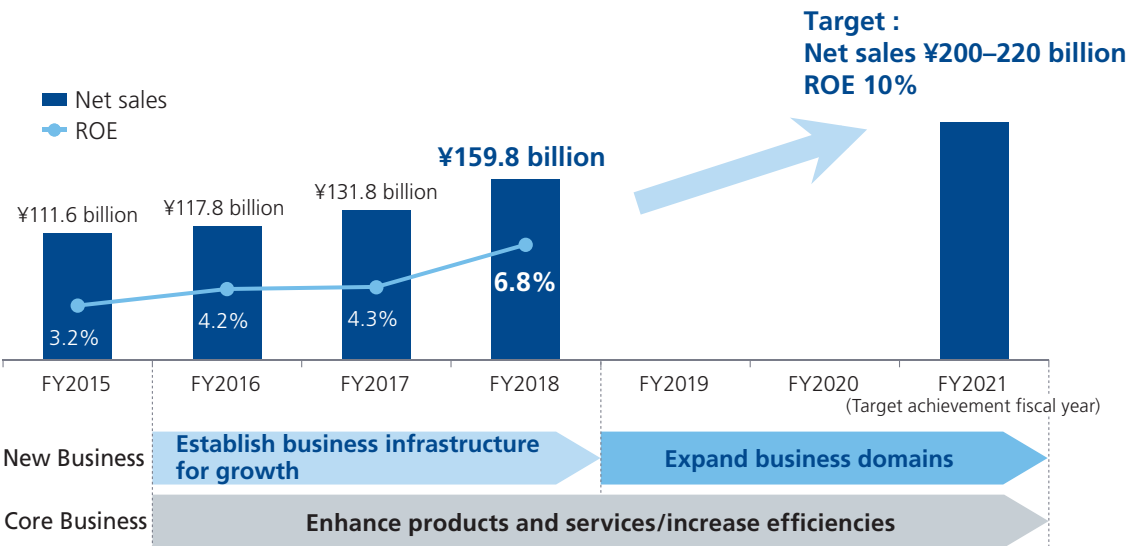 Target :
Net sales ¥200–220 billion
ROE 10%
Net sales
ROE
¥111.6 billion
¥117.8 billion
¥131.8 billion
¥159.8 billion
3.2%
4.2%
4.3%
6.8%
FY2015
FY2016
FY2017
FY2018
FY2019
FY2020
FY2021
(Target achievement fiscal year)
New Business
Establish business infrastructure
for growth
Expand business domains
Core Business
Enhance products and services/increase efficiencies